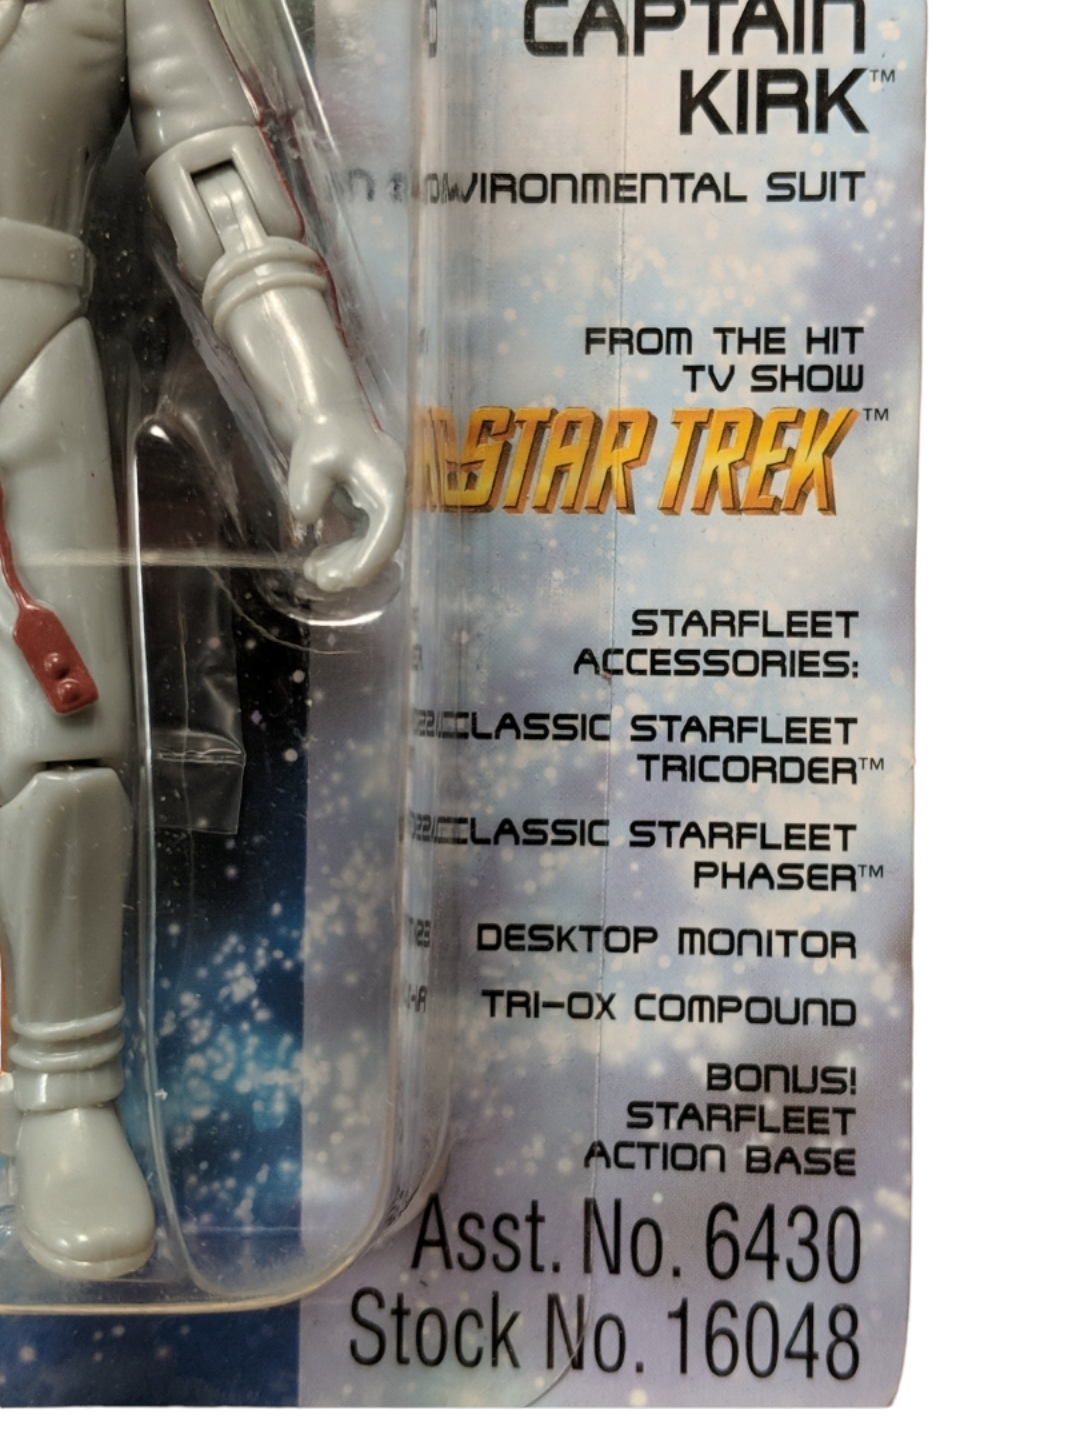 CAPTAIN
KIRK™
ENVIRONMENTAL SUIT
FROM THE HIT
TV SHOW
STAR TREK™
STARFLEET
ACCESSORIES:
CLASSIC STARFLEET
TRICORDER™
CLASSIC STARFLEET
PHASER™
DESKTOP MONITOR
TRI-OX COMPOUND
BONUS!
STARFLEET
ACTION BASE
Asst. No. 6430
Stock No. 16048